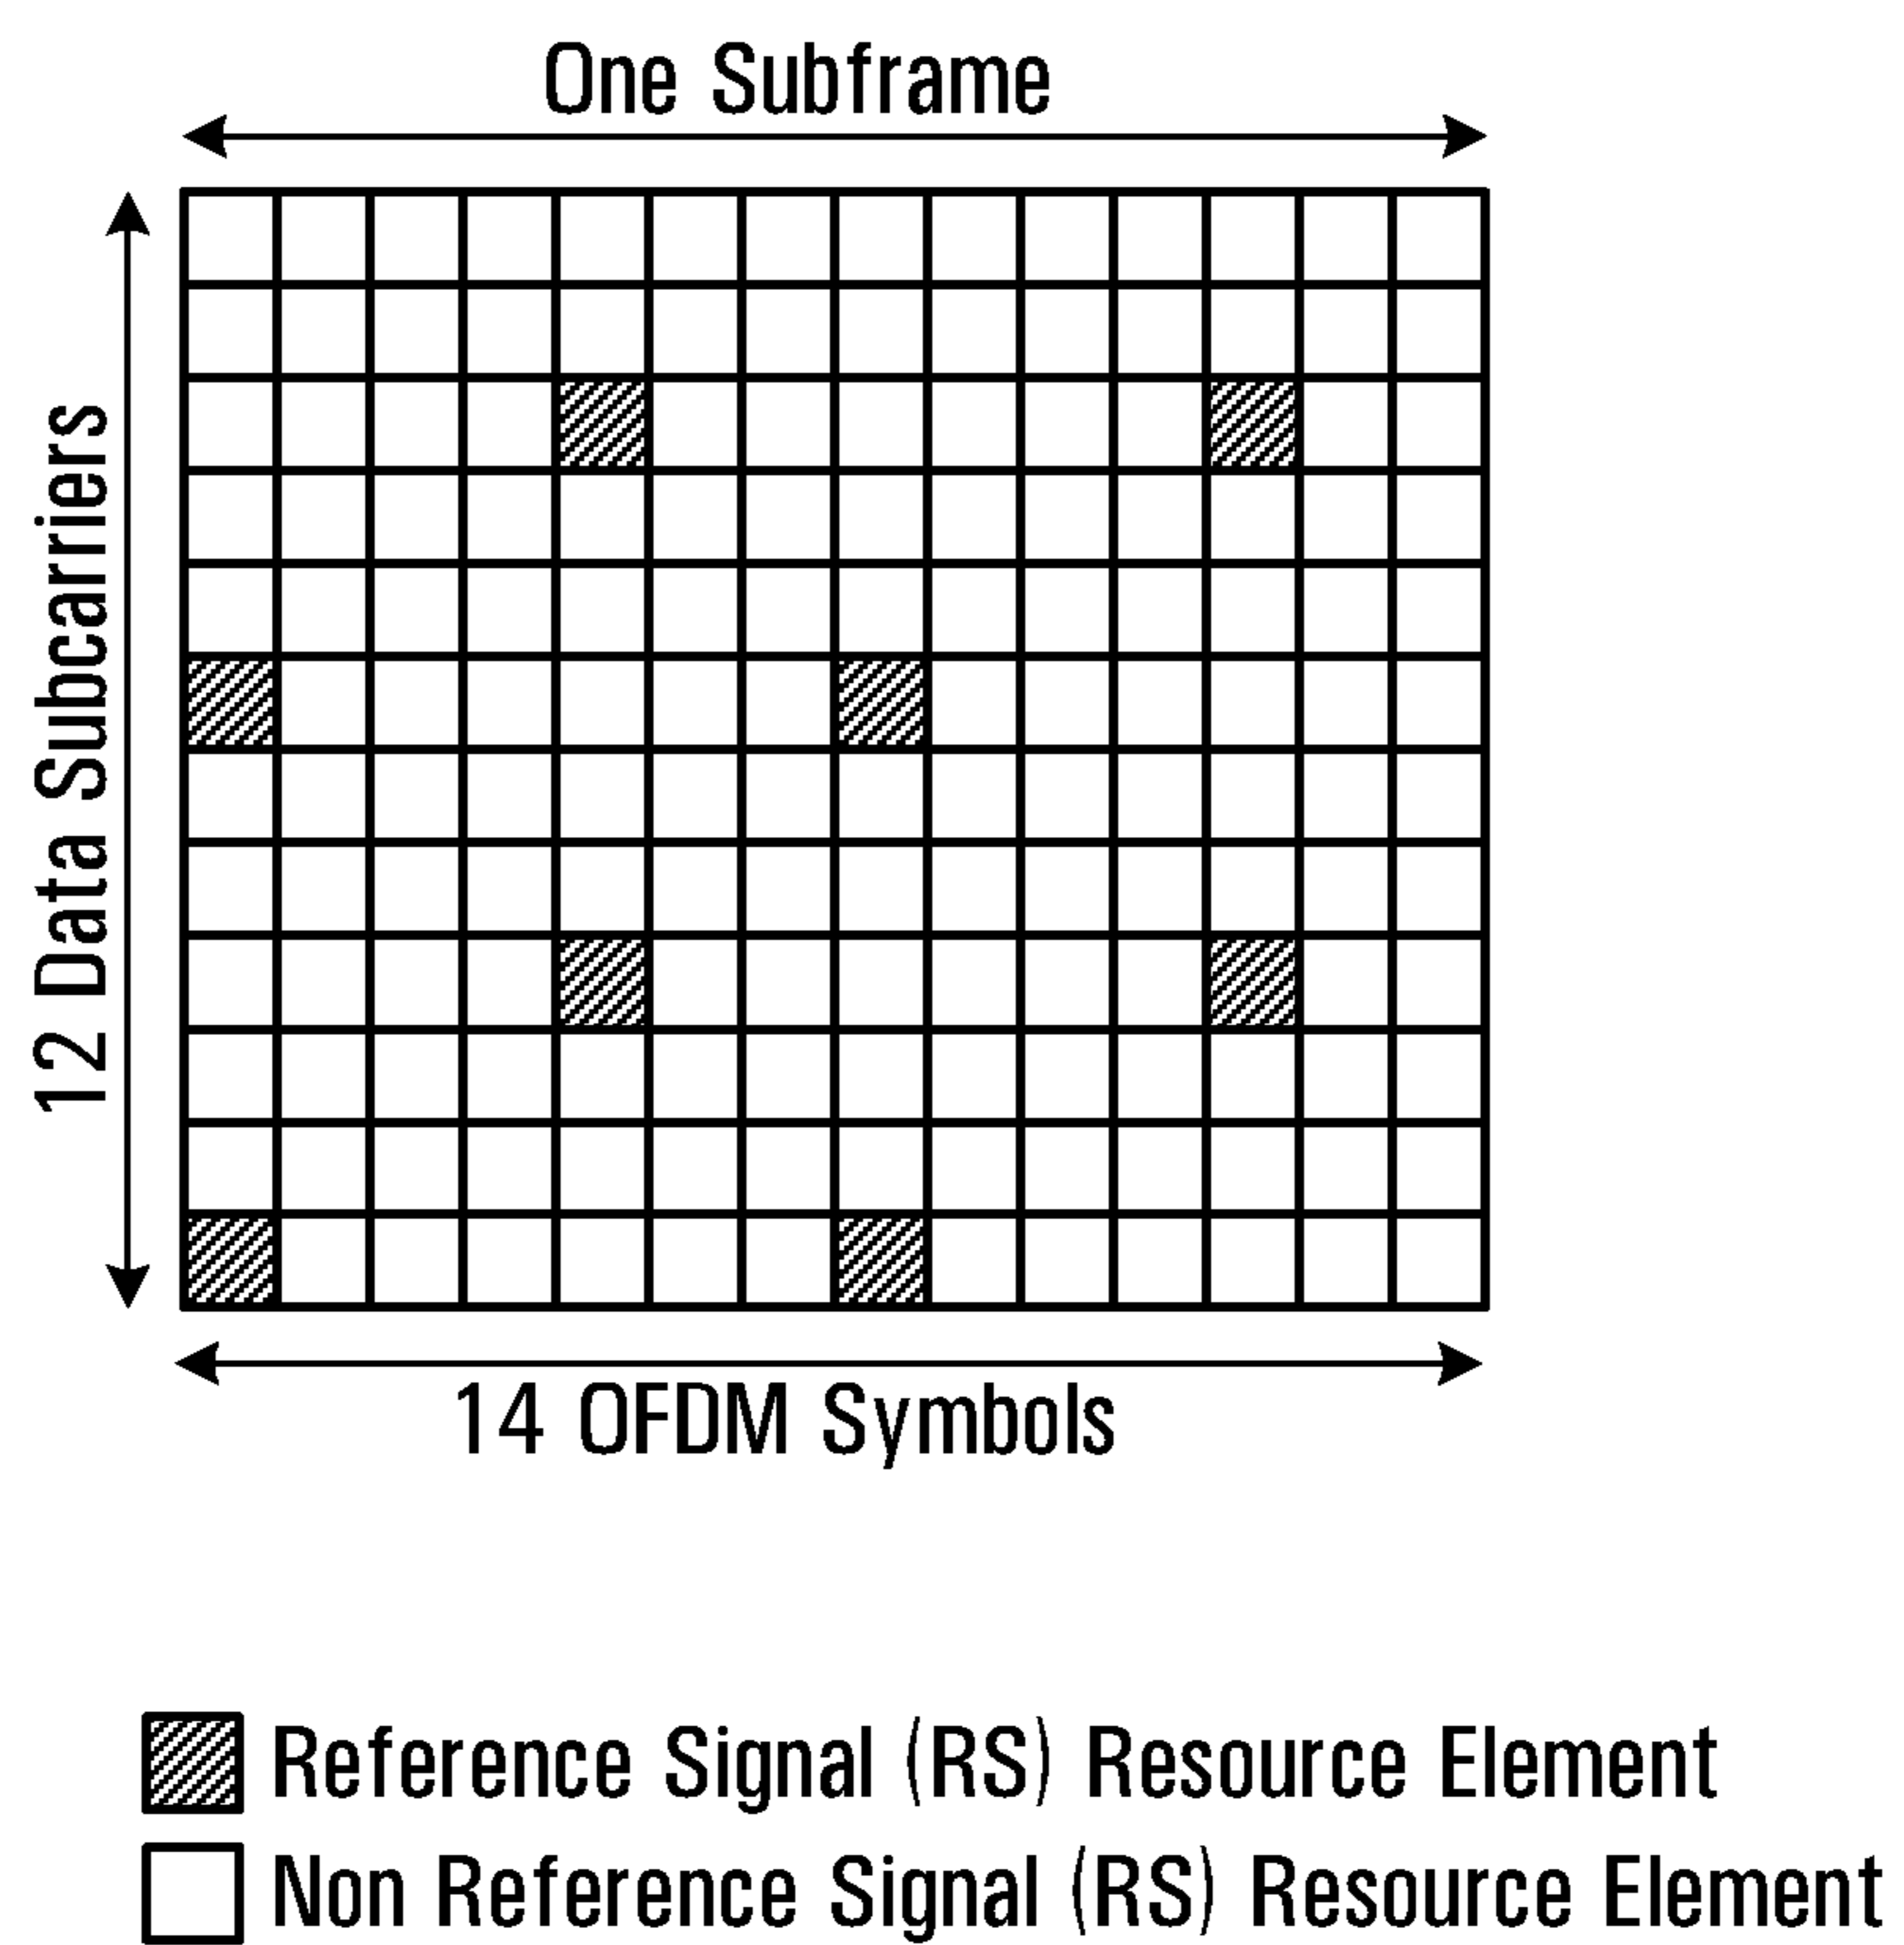 One Subframe
12 Data Subcarriers
14 OFDM Symbols
Reference Signal (RS) Resource Element
Non Reference Signal (RS) Resource Element